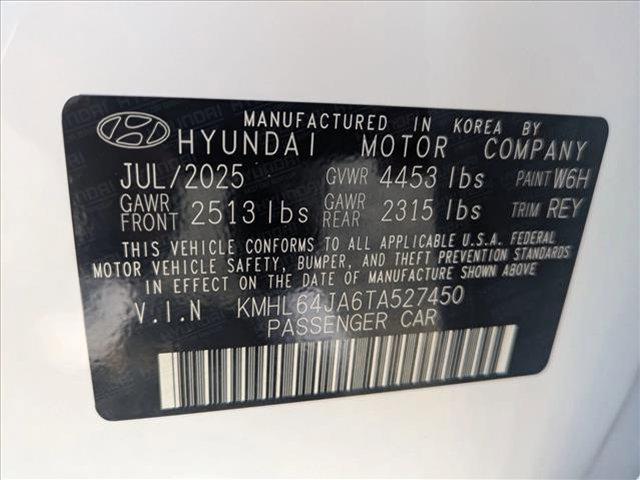 MANUFACTURED IN KOREA BY
HYUNDAI MOTOR COMPANY
JUL/2025 GVWR 4453 lbs PAINT W6H
GAWR FRONT 2513 lbs GAWR REAR 2315 lbs TRIM REY
THIS VEHICLE CONFORMS TO ALL APPLICABLE U.S.A. FEDERAL
MOTOR VEHICLE SAFETY, BUMPER, AND THEFT PREVENTION STANDARDS
IN EFFECT ON THE DATE OF MANUFACTURE SHOWN ABOVE
V.I.N KMHL64JA6TA527450
PASSENGER CAR